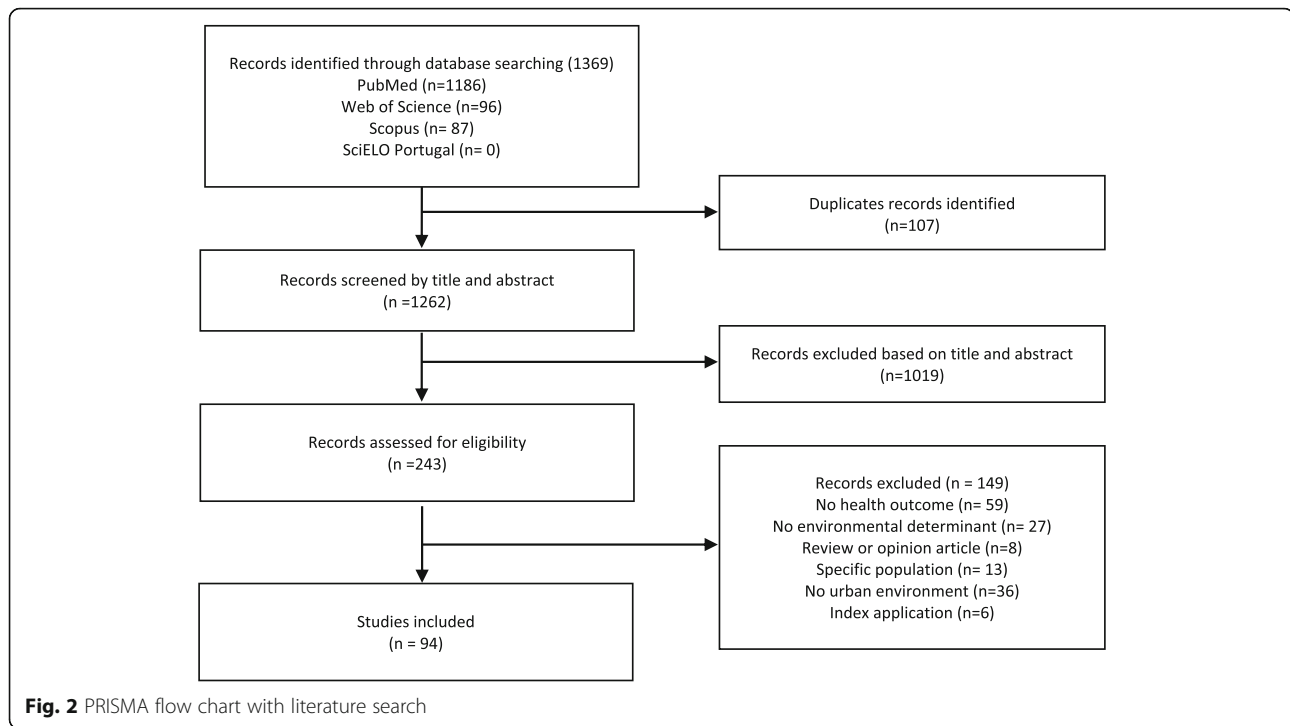 Records identified through database searching (1369)
PubMed (n=1186)
Web of Science (n=96)
Scopus (n= 87)
SciELO Portugal (n= 0)
Duplicates records identified
(n=107)
Records screened by title and abstract
(n =1262)
Records excluded based on title and abstract
(n=1019)
Records assessed for eligibility
(n =243)
Records excluded (n = 149)
No health outcome (n= 59)
No environmental determinant (n= 27)
Review or opinion article (n=8)
Specific population (n= 13)
No urban environment (n=36)
Index application (n=6)
Studies included
(n = 94)
Fig. 2 PRISMA flow chart with literature search